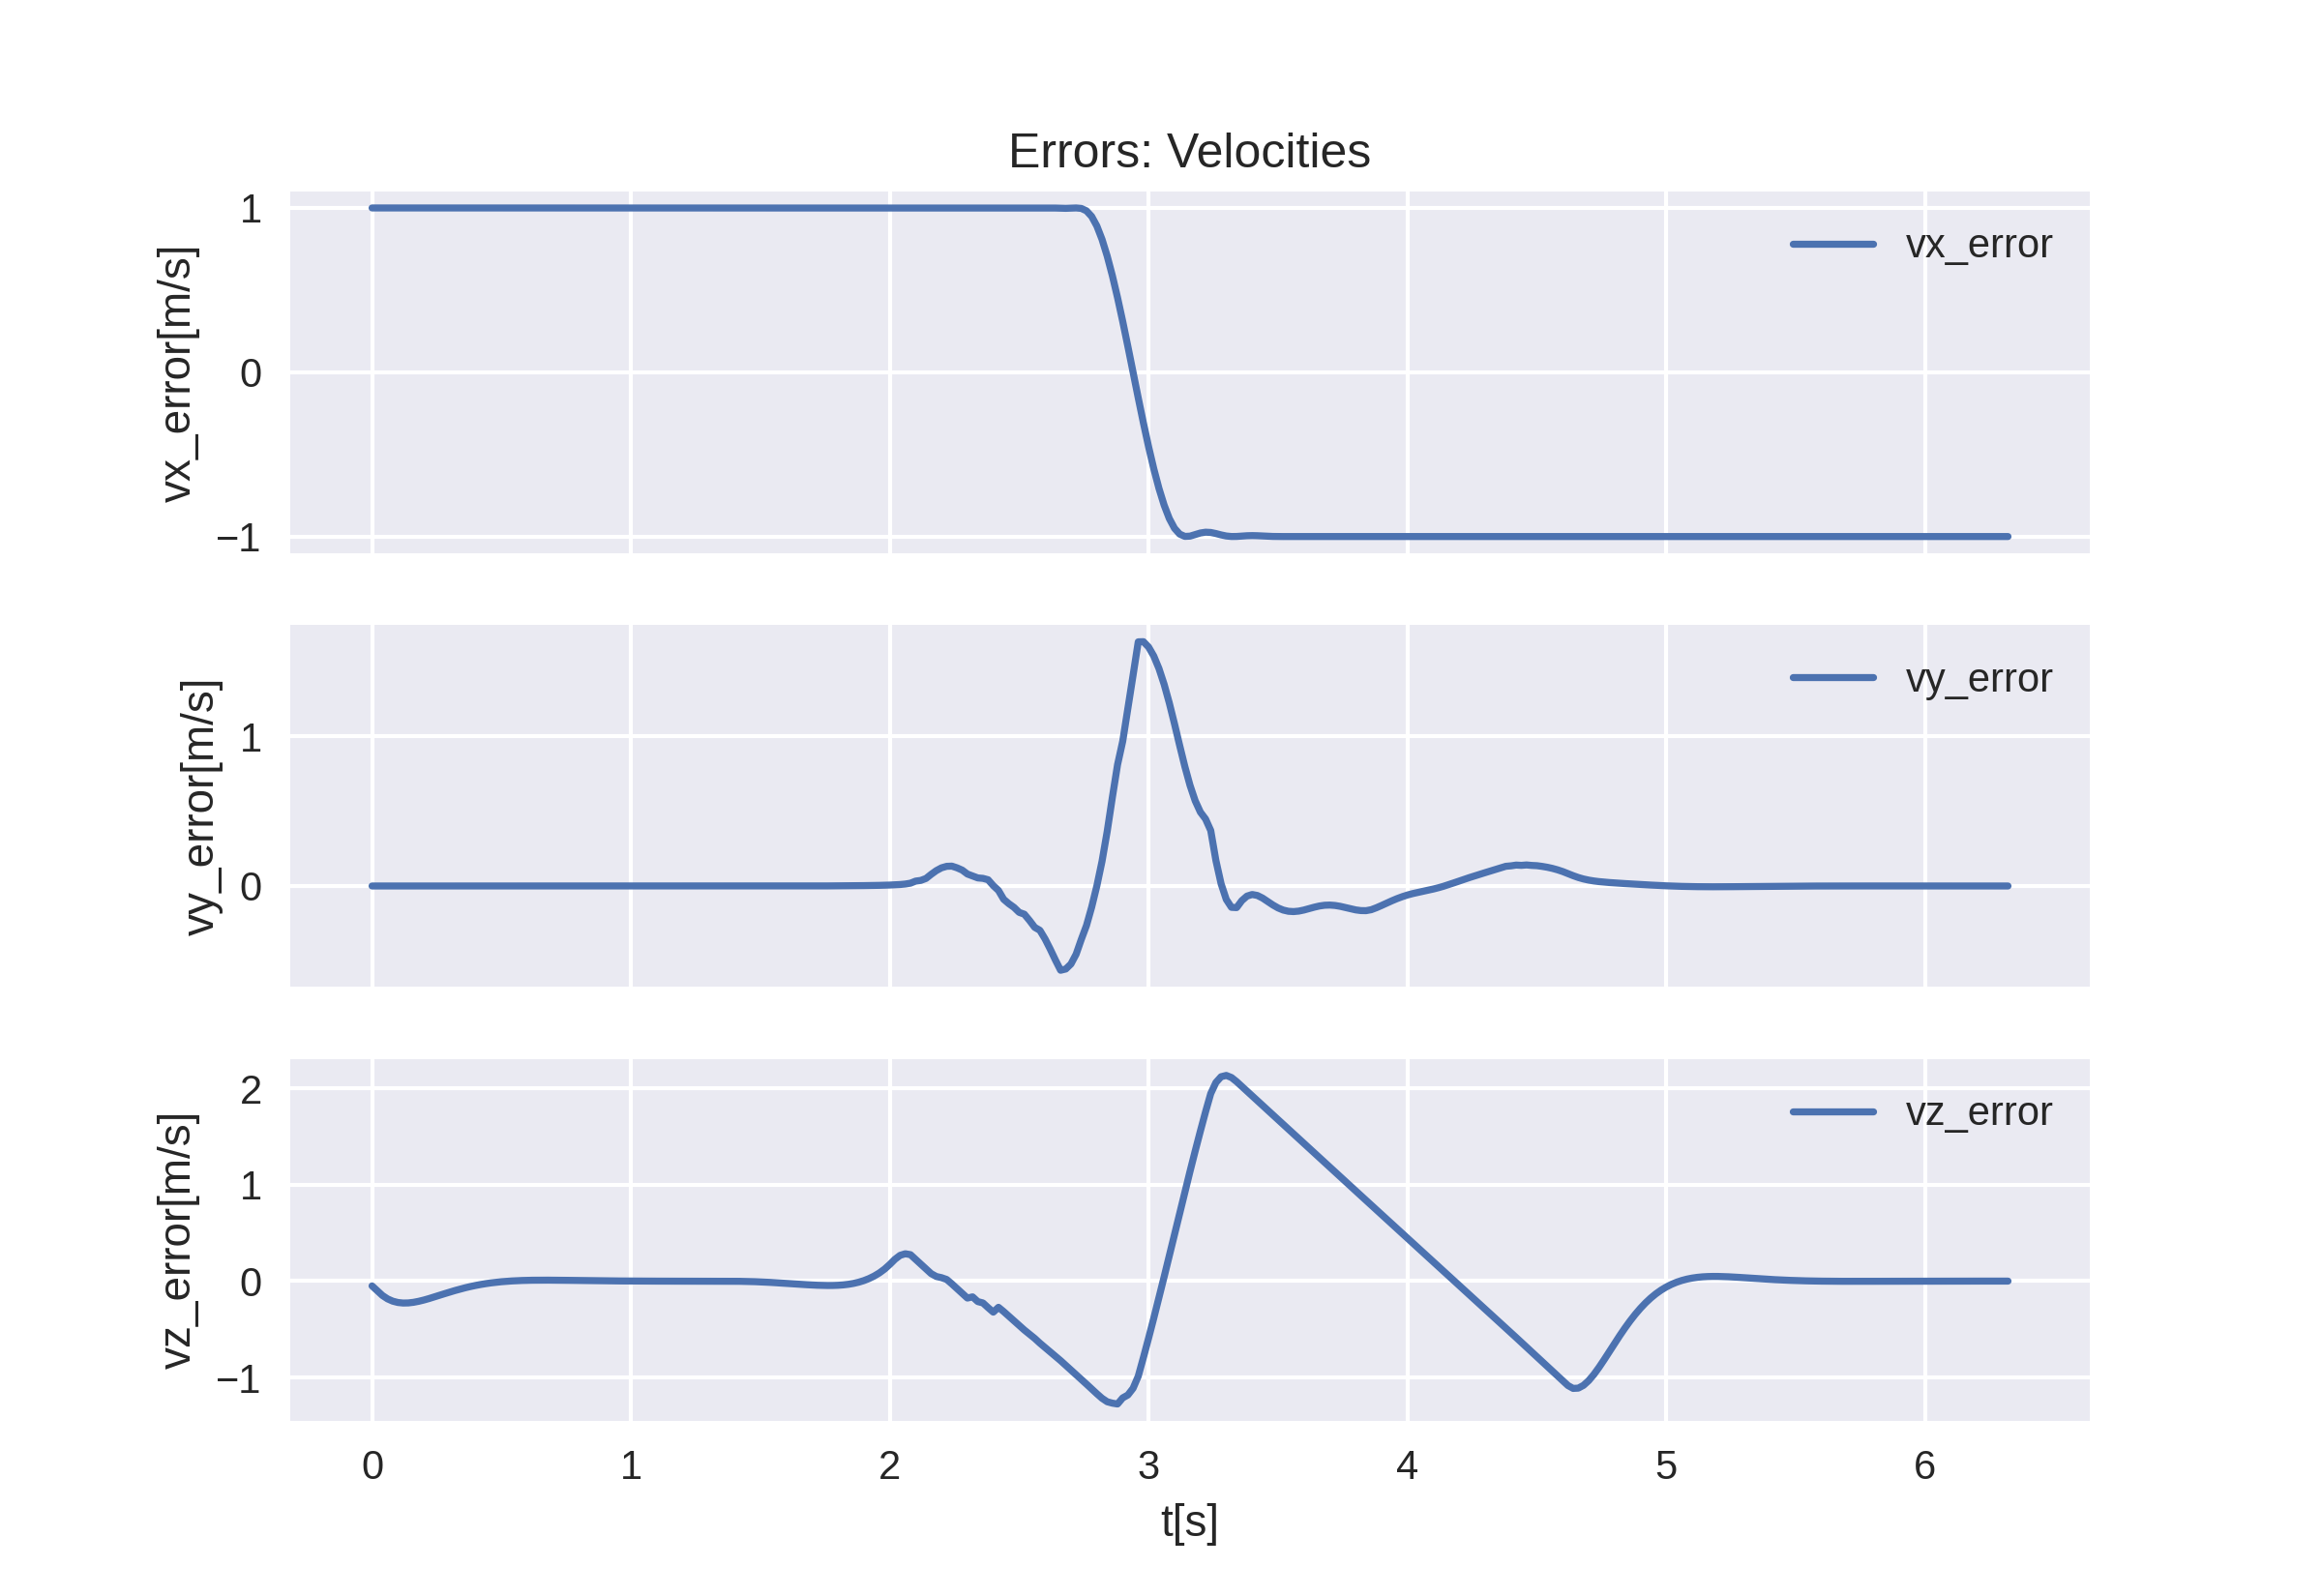 Errors: Velocities
1
0
−1
vx_error[m/s]
vx_error
1
0
vy_error[m/s]
vy_error
2
1
0
−1
vz_error[m/s]
vz_error
0 1 2 3 4 5 6
t[s]